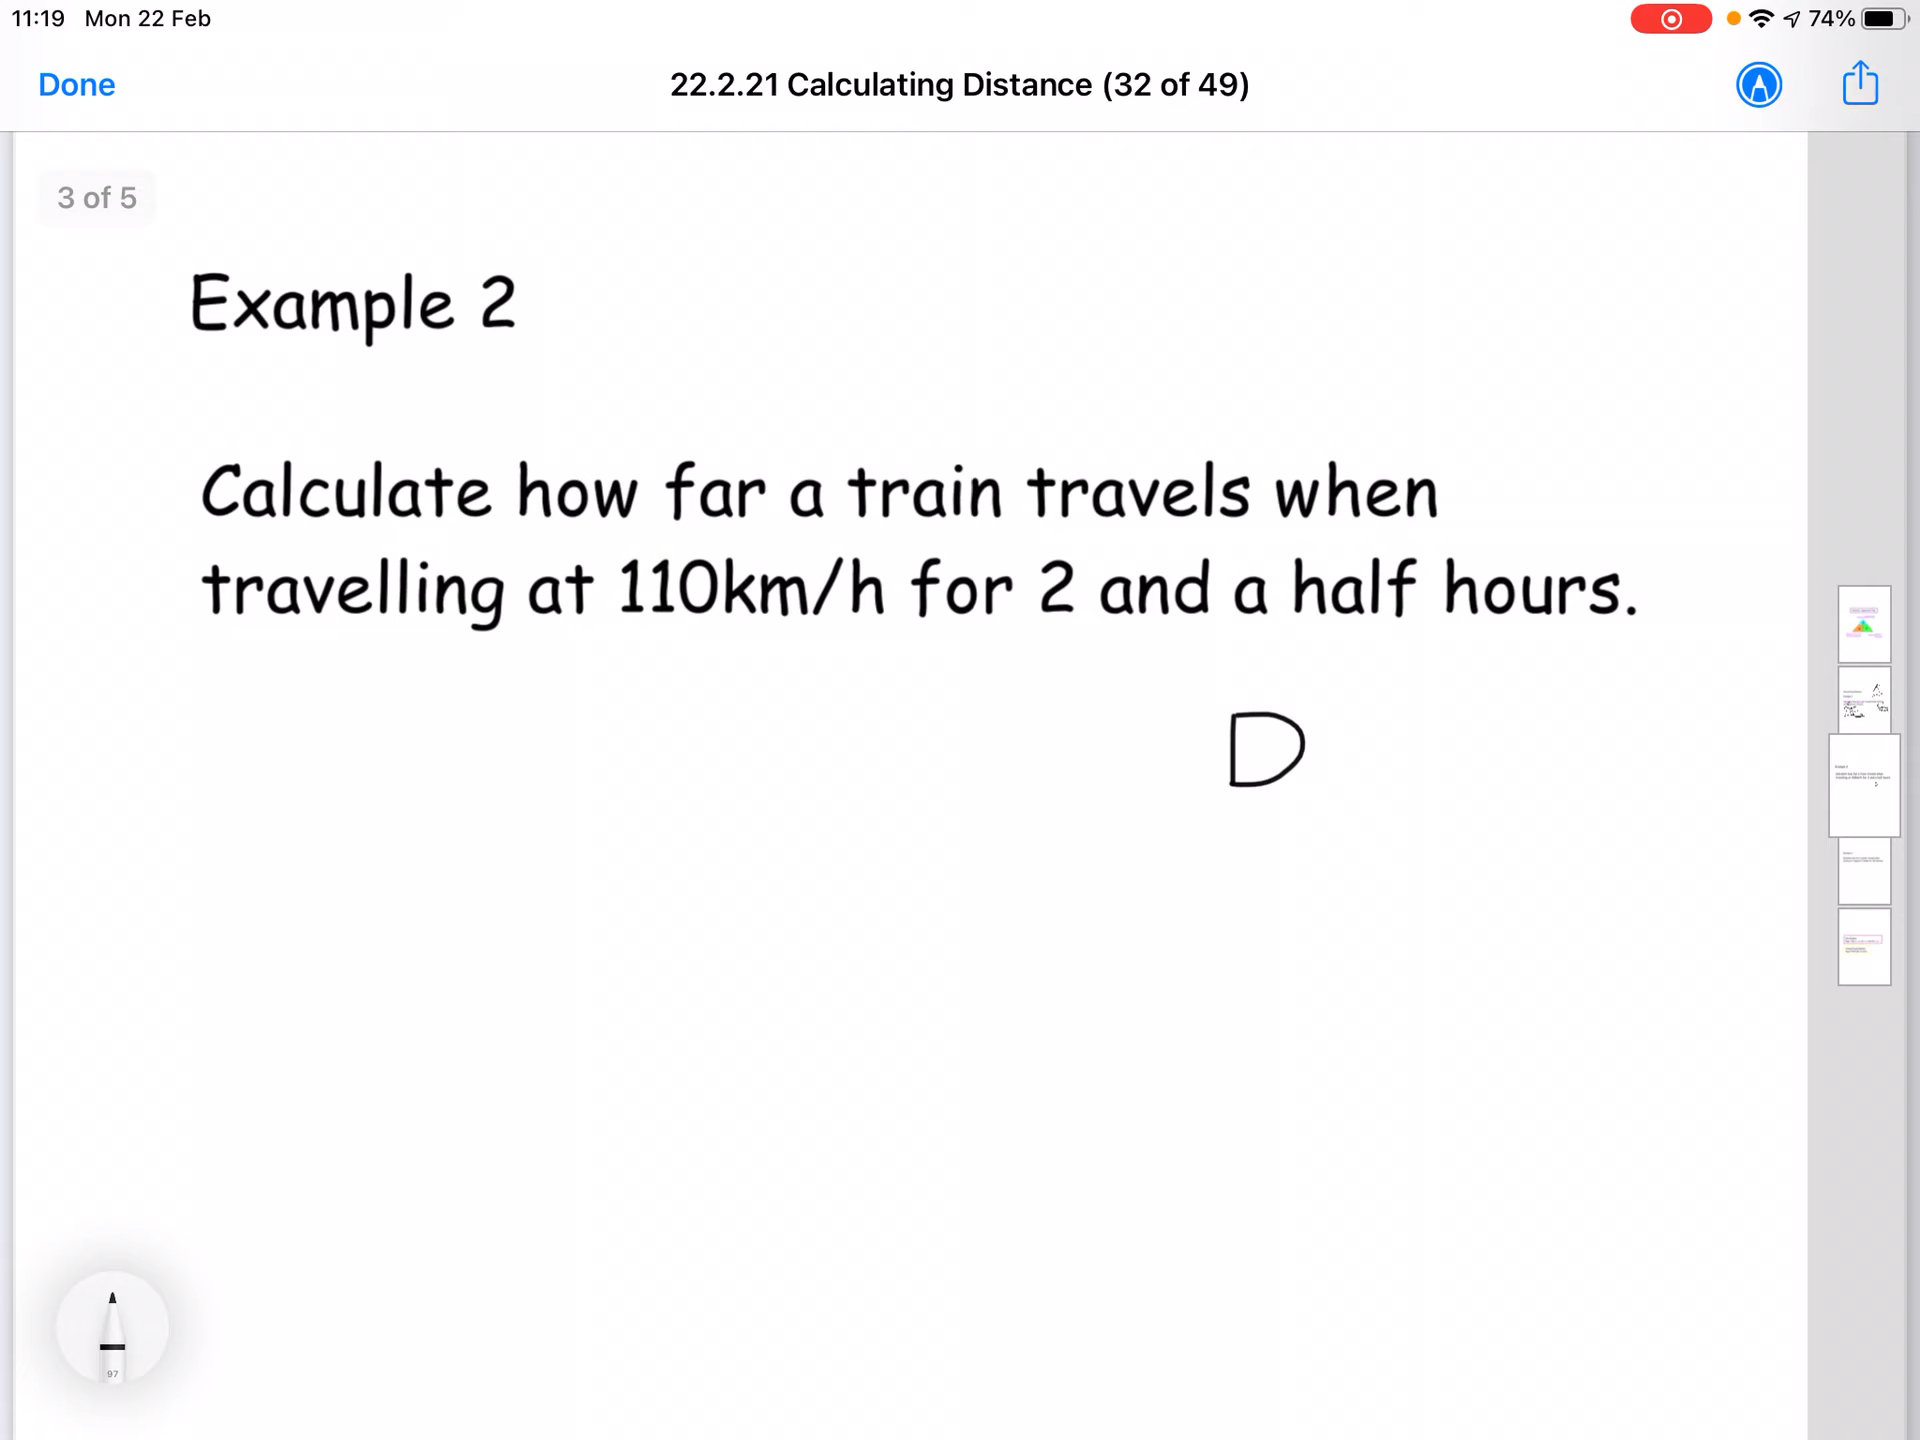 11:19 Mon 22 Feb 74%
Done 22.2.21 Calculating Distance (32 of 49)
3 of 5
Example 2
Calculate how far a train travels when
travelling at 110km/h for 2 and a half hours.
D
97